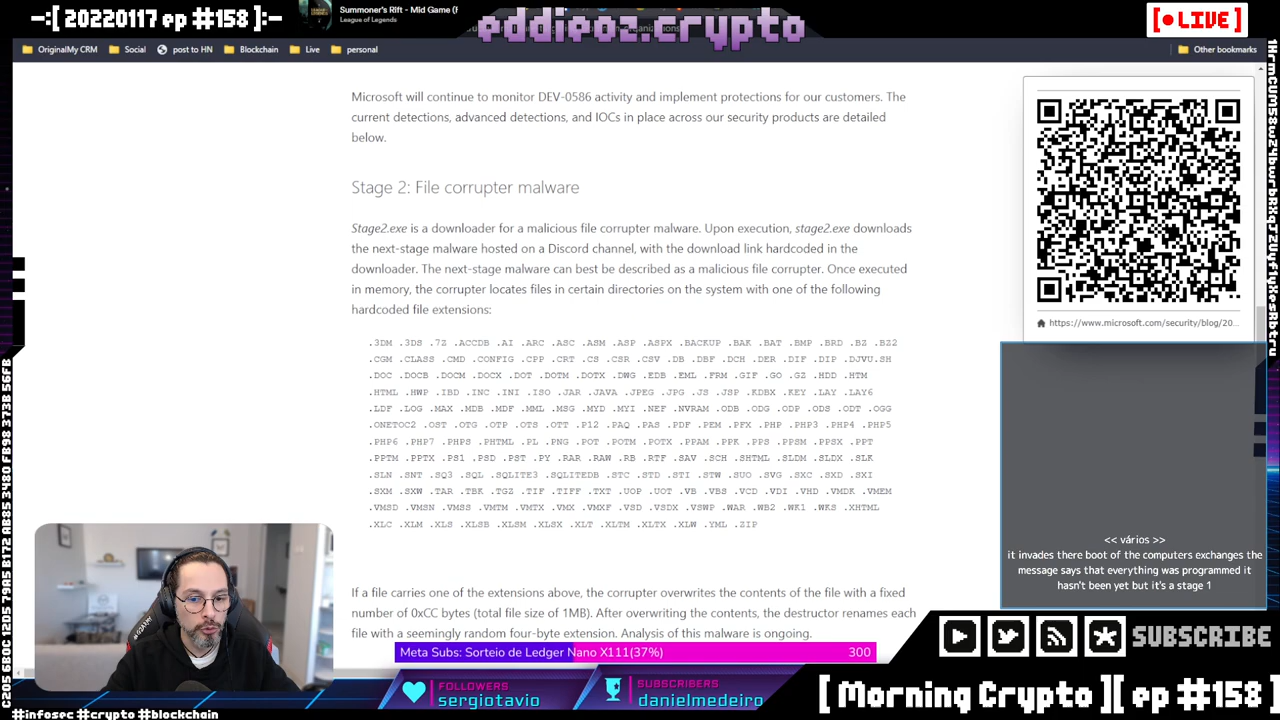 –:[ 20220117 ep #158 ]:–
Summoner's Rift - Mid Game (
League of Legends
eddieoz.crypto
[● LIVE]
OriginalMy CRM
Social
post to HN
Blockchain
Live
personal
Other bookmarks
Microsoft will continue to monitor DEV-0586 activity and implement protections for our customers. The
current detections, advanced detections, and IOCs in place across our security products are detailed
below.
Stage 2: File corrupter malware
Stage2.exe is a downloader for a malicious file corrupter malware. Upon execution, stage2.exe downloads
the next-stage malware hosted on a Discord channel, with the download link hardcoded in the
downloader. The next-stage malware can best be described as a malicious file corrupter. Once executed
in memory, the corrupter locates files in certain directories on the system with one of the following
hardcoded file extensions:
.3DM .3DS .7Z .ACCDB .AI .ARC .ASC .ASM .ASP .ASPX .BACKUP .BAK .BAT .BMP .BRD .BZ .BZ2
.CGM .CLASS .CMD .CONFIG .CPP .CRT .CS .CSR .CSV .DB .DBF .DCH .DER .DIF .DIP .DJVU.SH
.DOC .DOCB .DOCM .DOCX .DOT .DOTM .DOTX .DWG .EDB .EML .FRM .GIF .GO .GZ .HDD .HTM
.HTML .HWP .IBD .INC .INI .ISO .JAR .JAVA .JPEG .JPG .JS .JSP .KDBX .KEY .LAY .LAY6
.LDF .LOG .MAX .MDB .MDF .MML .MSG .MYD .MYI .NEF .NVRAM .ODB .ODG .ODP .ODS .ODT .OGG
.ONETOC2 .OST .OTG .OTP .OTS .OTT .P12 .PAQ .PAS .PDF .PEM .PFX .PHP .PHP3 .PHP4 .PHP5
.PHP6 .PHP7 .PHPS .PHTML .PL .PNG .POT .POTM .POTX .PPAM .PPK .PPS .PPSM .PPSX .PPT
.PPTM .PPTX .PS1 .PSD .PST .PY .RAR .RAW .RB .RTF .SAV .SCH .SHTML .SLDM .SLDX .SLK
.SLN .SNT .SQ3 .SQL .SQLITE3 .SQLITEDB .STC .STD .STI .STW .SUO .SVG .SXC .SXD .SXI
.SXM .SXW .TAR .TBK .TGZ .TIF .TIFF .TXT .UOP .UOT .VB .VBS .VCD .VDI .VHD .VMDK .VMEM
.VMSD .VMSN .VMSS .VMTM .VMTX .VMX .VMXF .VSD .VSDX .VSWP .WAR .WB2 .WK1 .WKS .XHTML
.XLC .XLM .XLS .XLSB .XLSM .XLSX .XLT .XLTM .XLTX .XLW .YML .ZIP
If a file carries one of the extensions above, the corrupter overwrites the contents of the file with a fixed
number of 0xCC bytes (total file size of 1MB). After overwriting the contents, the destructor renames each
file with a seemingly random four-byte extension. Analysis of this malware is ongoing.
https://www.microsoft.com/security/blog/20...
<< vários >>
it invades there boot of the computers exchanges the
message says that everything was programmed it
hasn't been yet but it's a stage 1
Meta Subs: Sorteio de Ledger Nano X111(37%)
300
SUBSCRIBE
FOLLOWERS
sergiotavio
SUBSCRIBERS
danielmedeiro
[ Morning Crypto ][ ep #158 ]
#infosec #crypto #blockchain